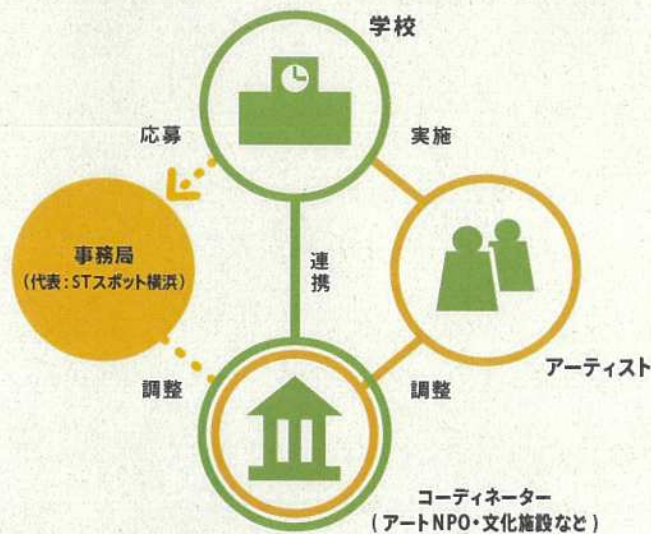 学校
応募
実施
事務局
(代表:STスポット横浜)
連携
アーティスト
調整
調整
コーディネーター
(アートNPO・文化施設など)